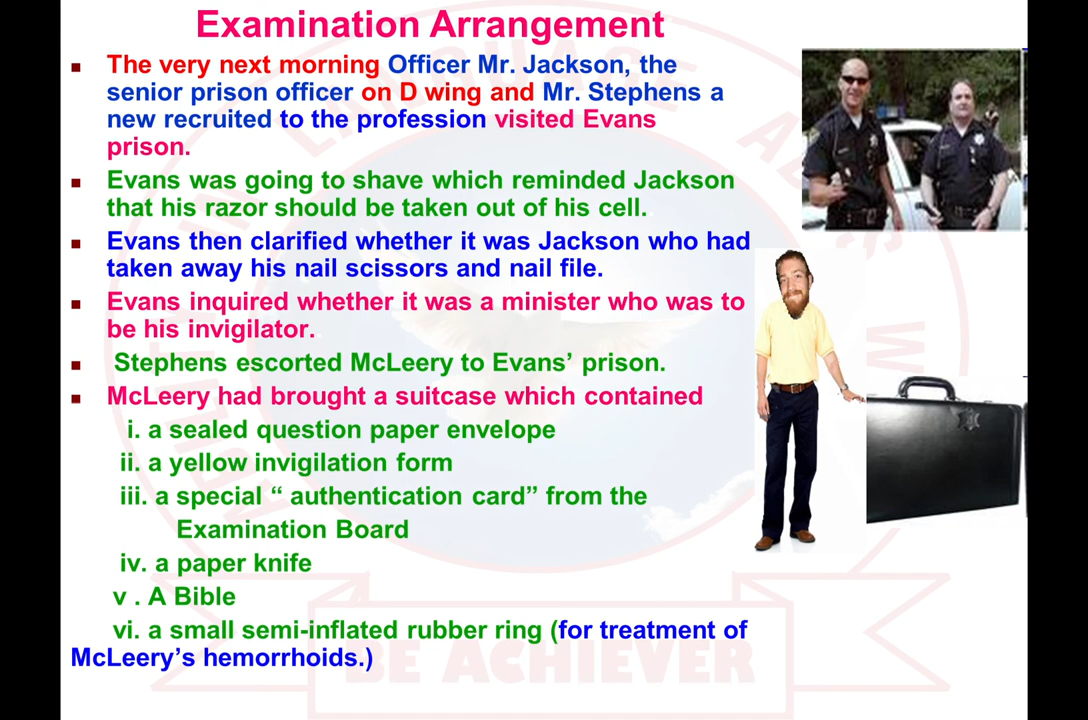 Examination Arrangement
▪ The very next morning Officer Mr. Jackson, the
senior prison officer on D wing and Mr. Stephens a
new recruited to the profession visited Evans
prison.
▪ Evans was going to shave which reminded Jackson
that his razor should be taken out of his cell.
▪ Evans then clarified whether it was Jackson who had
taken away his nail scissors and nail file.
▪ Evans inquired whether it was a minister who was to
be his invigilator.
▪ Stephens escorted McLeery to Evans’ prison.
▪ McLeery had brought a suitcase which contained
i. a sealed question paper envelope
ii. a yellow invigilation form
iii. a special “ authentication card” from the
Examination Board
iv. a paper knife
v . A Bible
vi. a small semi-inflated rubber ring (for treatment of
McLeery’s hemorrhoids.)
BE ACHIEVER